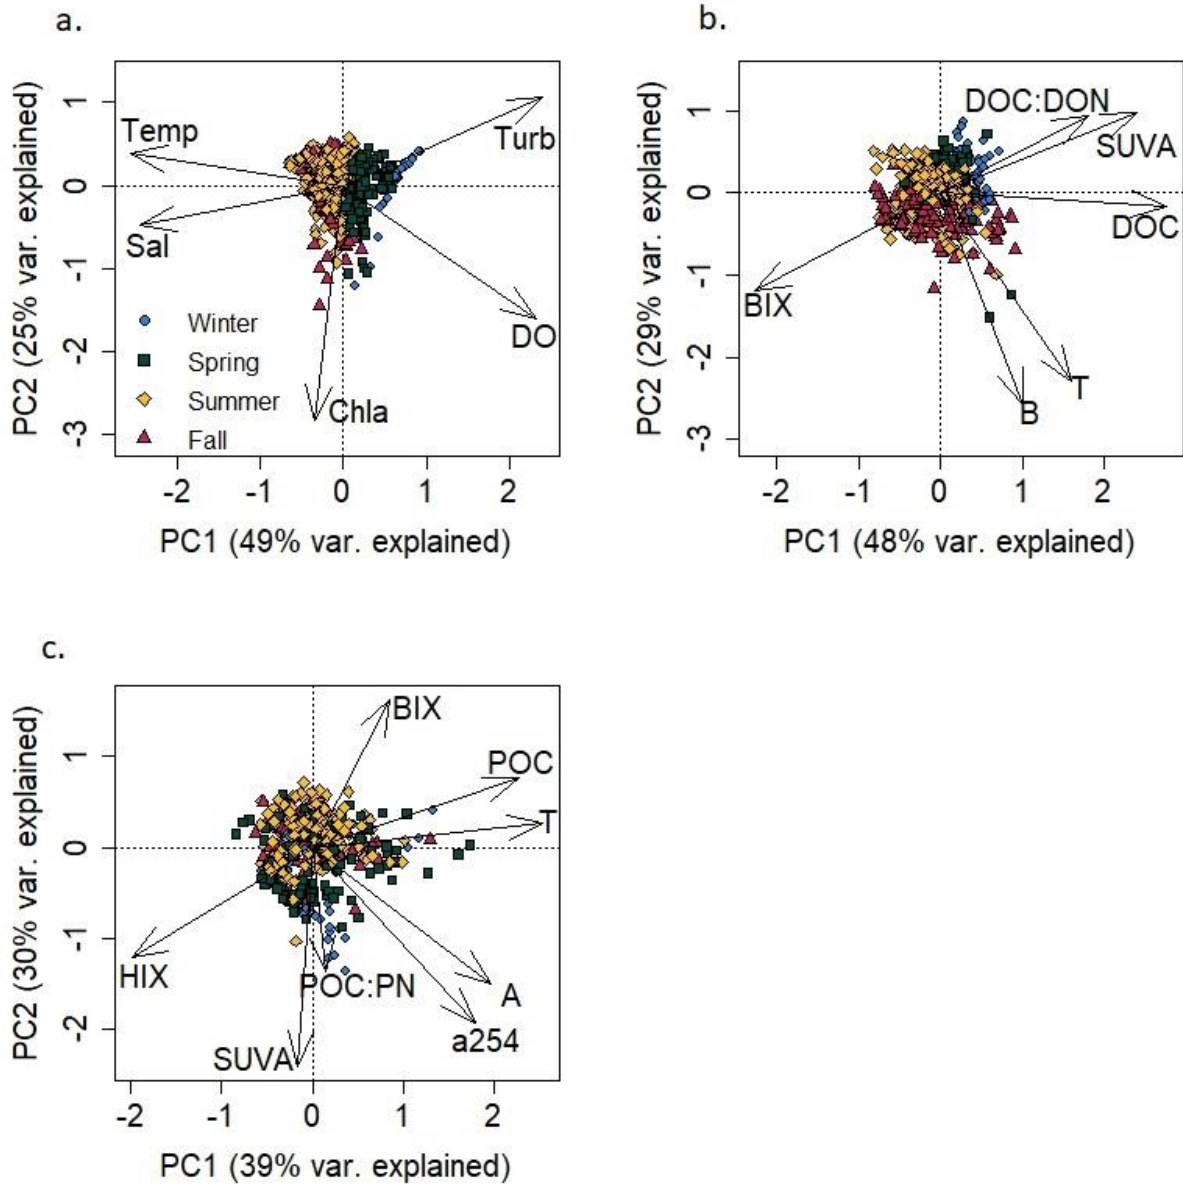 a.
PC2 (25% var. explained)
1
0
-1
-2
-3
Temp
Turb
Sal
DO
Chla
Winter
Spring
Summer
Fall
-2 -1 0 1 2
PC1 (49% var. explained)
b.
PC2 (29% var. explained)
1
0
-1
-2
-3
DOC:DON
SUVA
DOC
BIX
T
B
-2 -1 0 1 2
PC1 (48% var. explained)
c.
PC2 (30% var. explained)
1
0
-1
-2
BIX
POC
T
HIX
POC:PN
A
a254
SUVA
-2 -1 0 1 2
PC1 (39% var. explained)